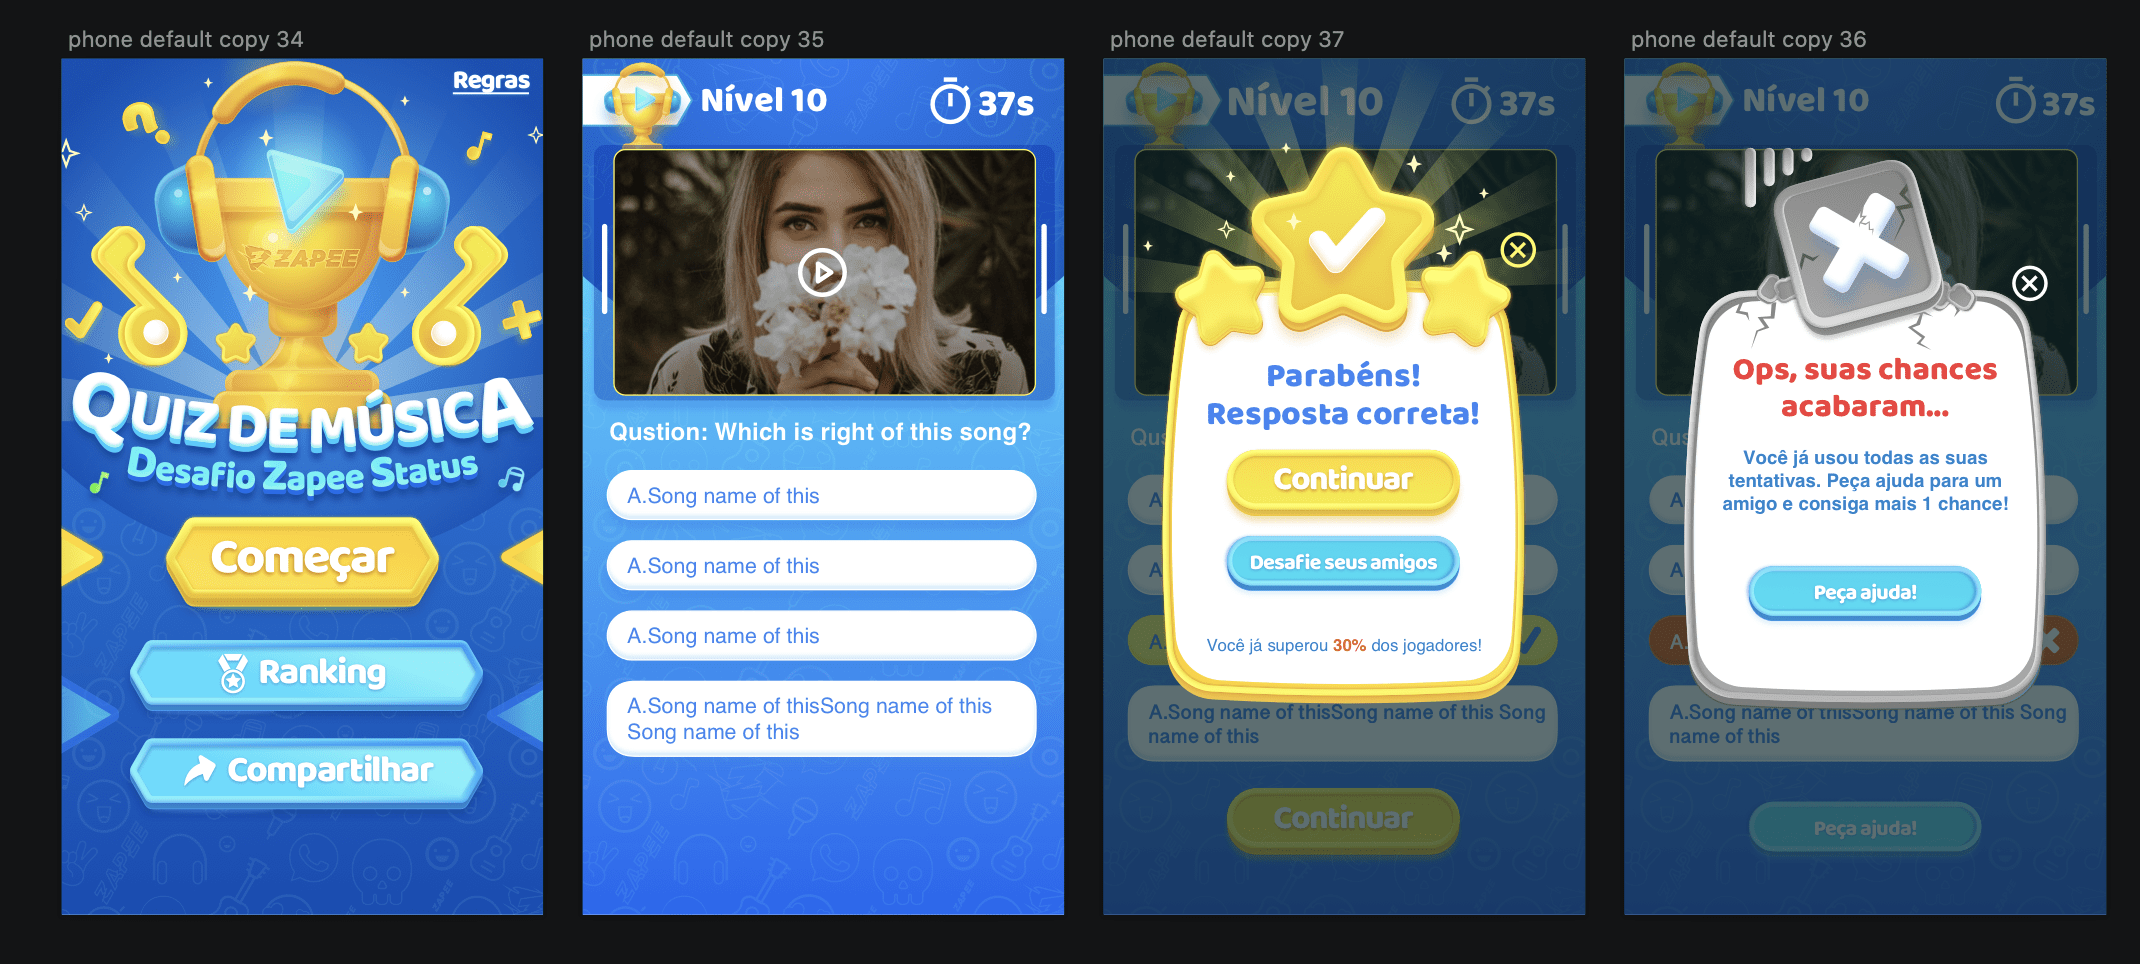 phone default copy 34
Regras
ZAPEE
QUIZ DE MÚSICA
Desafio Zapee Status
Começar
Ranking
Compartilhar
phone default copy 35
Nível 10
37s
Qustion: Which is right of this song?
A.Song name of this
A.Song name of this
A.Song name of this
A.Song name of thisSong name of this
Song name of this
phone default copy 37
Nível 10
37s
Parabéns!
Resposta correta!
Continuar
Desafie seus amigos
Você já superou 30% dos jogadores!
Qus
A
A
A.
A.Song name of thisSong name of this Song
name of this
Continuar
phone default copy 36
Nível 10
37s
Ops, suas chances
acabaram...
Você já usou todas as suas
tentativas. Peça ajuda para um
amigo e consiga mais 1 chance!
Peça ajuda!
Qus
A
A
A.
A.Song name of thisSong name of this Song
name of this
Peça ajuda!